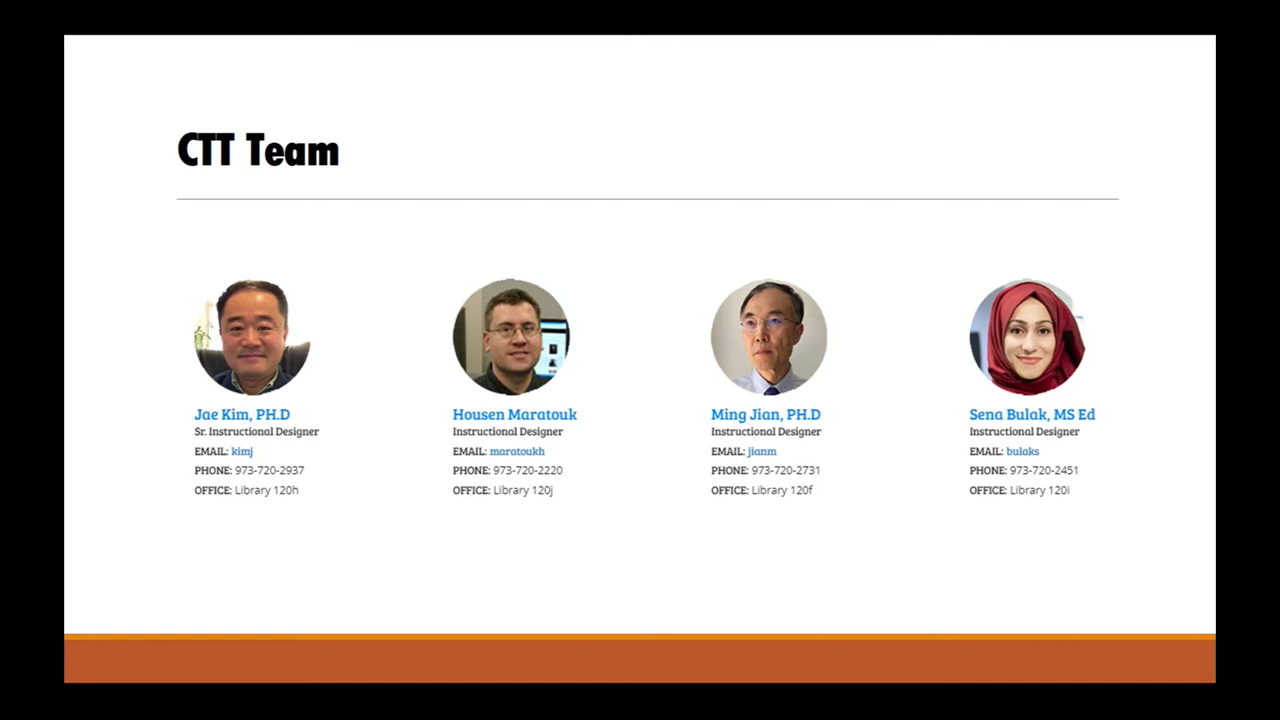 CTT Team
Jae Kim, PH.D
Sr. Instructional Designer
EMAIL: kimj
PHONE: 973-720-2937
OFFICE: Library 120h
Housen Maratouk
Instructional Designer
EMAIL: maratoukh
PHONE: 973-720-2220
OFFICE: Library 120j
Ming Jian, PH.D
Instructional Designer
EMAIL: jianm
PHONE: 973-720-2731
OFFICE: Library 120f
Sena Bulak, MS Ed
Instructional Designer
EMAIL: bulaks
PHONE: 973-720-2451
OFFICE: Library 120i